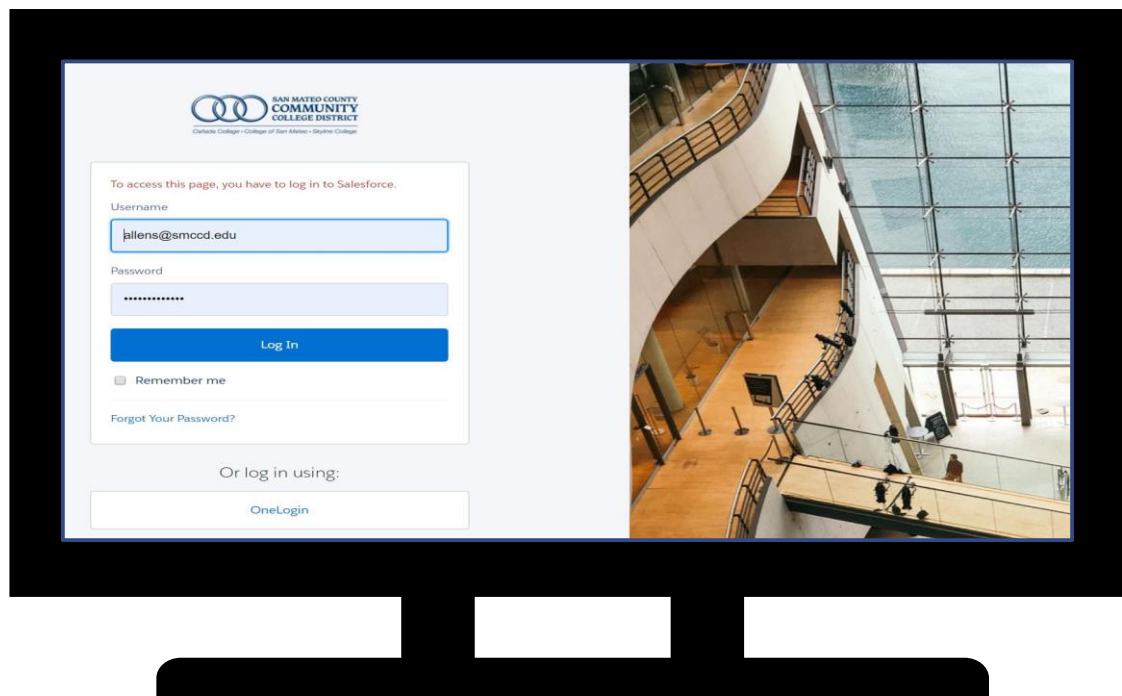 SAN MATEO COUNTY
COMMUNITY
COLLEGE DISTRICT
Cañada College • College of San Mateo • Skyline College
To access this page, you have to log in to Salesforce.
Username
allens@smccd.edu
Password
•••••••••••••
Log In
Remember me
Forgot Your Password?
Or log in using:
OneLogin